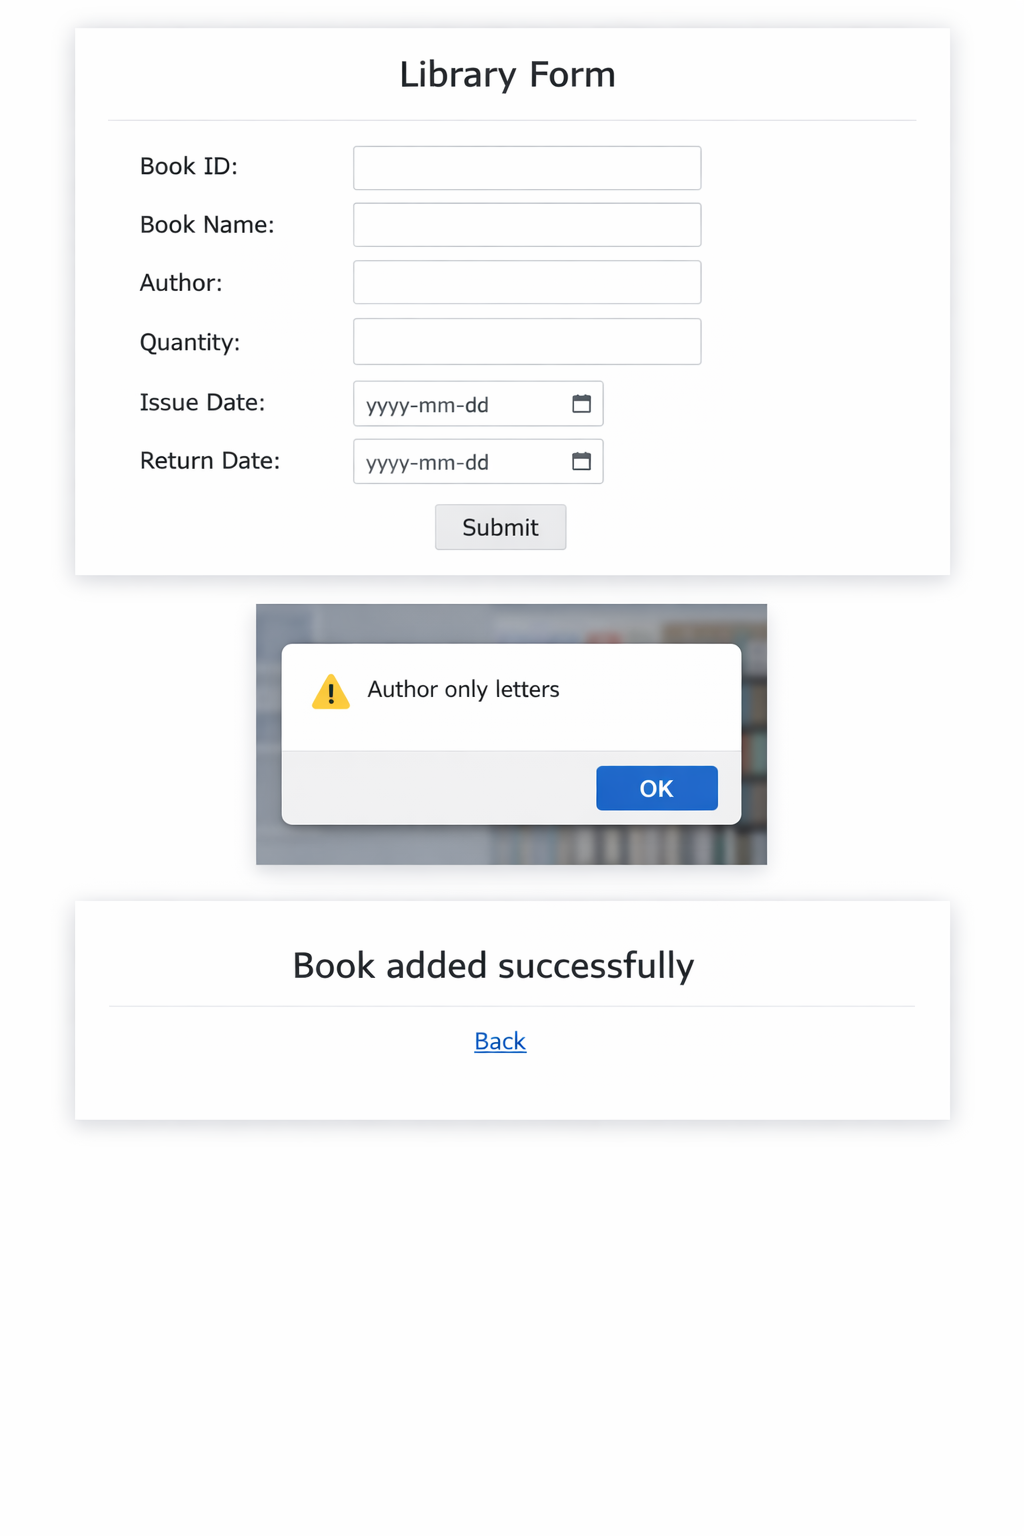 Library Form
Book ID:
Book Name:
Author:
Quantity:
Issue Date: yyyy-mm-dd
Return Date: yyyy-mm-dd
Submit
Author only letters
OK
Book added successfully
Back